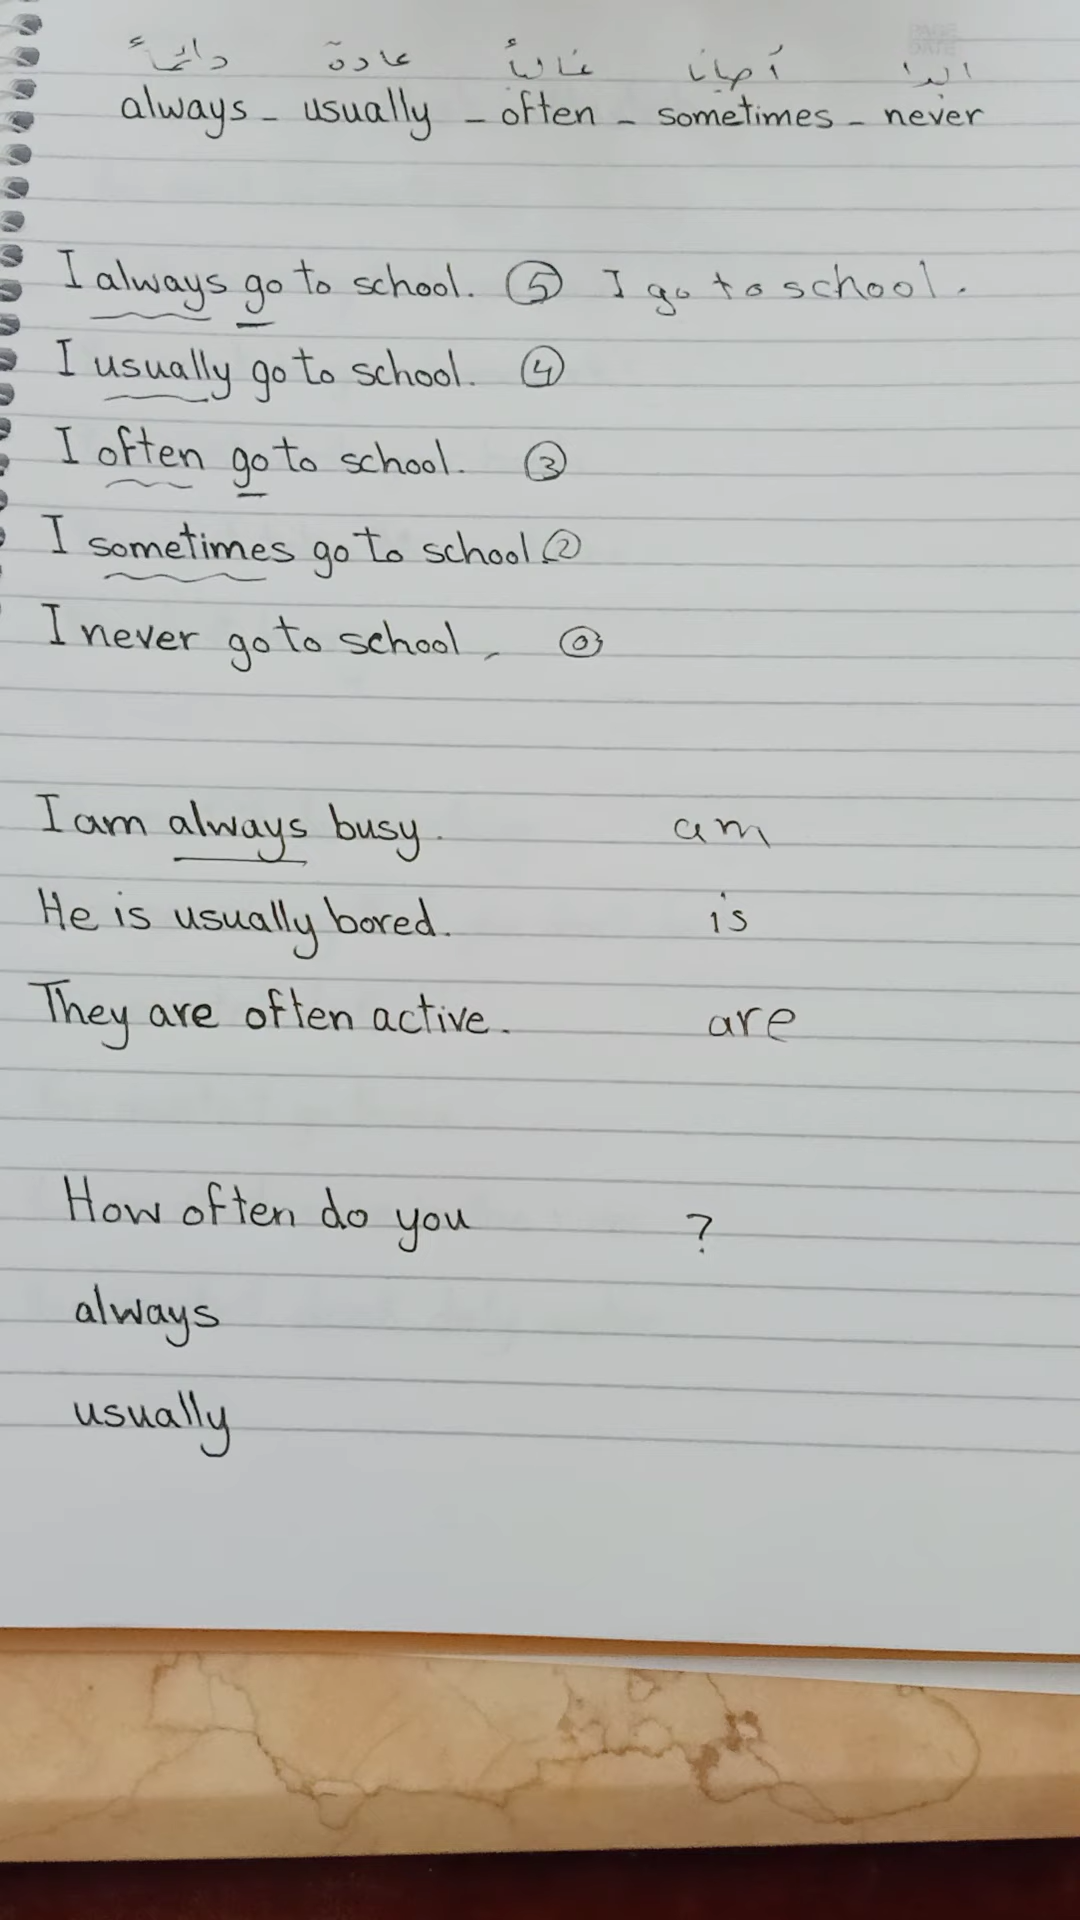 دائماً عادة غالباً أحيانا ابدا
always - usually - often - sometimes - never
I always go to school. ⑤ I go to school.
I usually go to school. ④
I often go to school. ③
I sometimes go to school. ②
I never go to school. ⓪
I am always busy. am
He is usually bored. is
They are often active. are
How often do you ?
always
usually